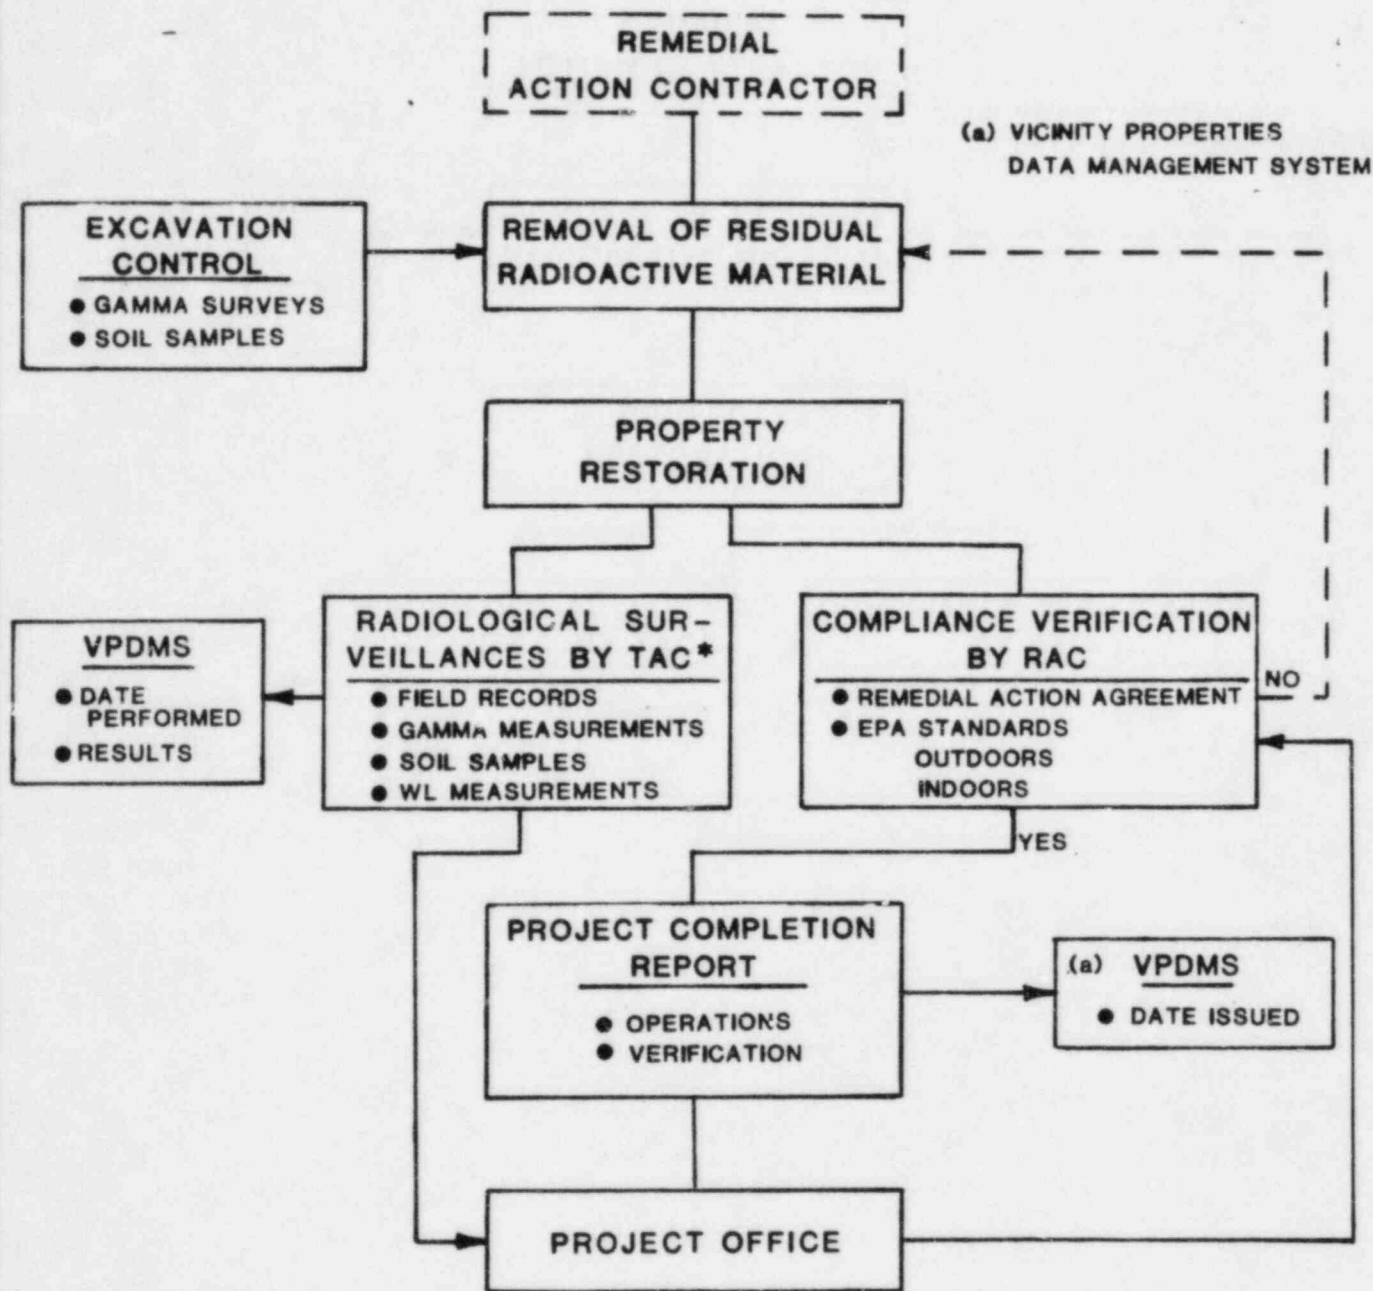 REMEDIAL
ACTION CONTRACTOR
(a) VICINITY PROPERTIES
DATA MANAGEMENT SYSTEM
EXCAVATION
CONTROL
● GAMMA SURVEYS
● SOIL SAMPLES
REMOVAL OF RESIDUAL
RADIOACTIVE MATERIAL
PROPERTY
RESTORATION
VPDMS
● DATE
PERFORMED
● RESULTS
RADIOLOGICAL SUR-
VEILLANCES BY TAC*
● FIELD RECORDS
● GAMMA MEASUREMENTS
● SOIL SAMPLES
● WL MEASUREMENTS
COMPLIANCE VERIFICATION
BY RAC
● REMEDIAL ACTION AGREEMENT
● EPA STANDARDS
OUTDOORS
INDOORS
NO
YES
PROJECT COMPLETION
REPORT
● OPERATIONS
● VERIFICATION
(a) VPDMS
● DATE ISSUED
PROJECT OFFICE